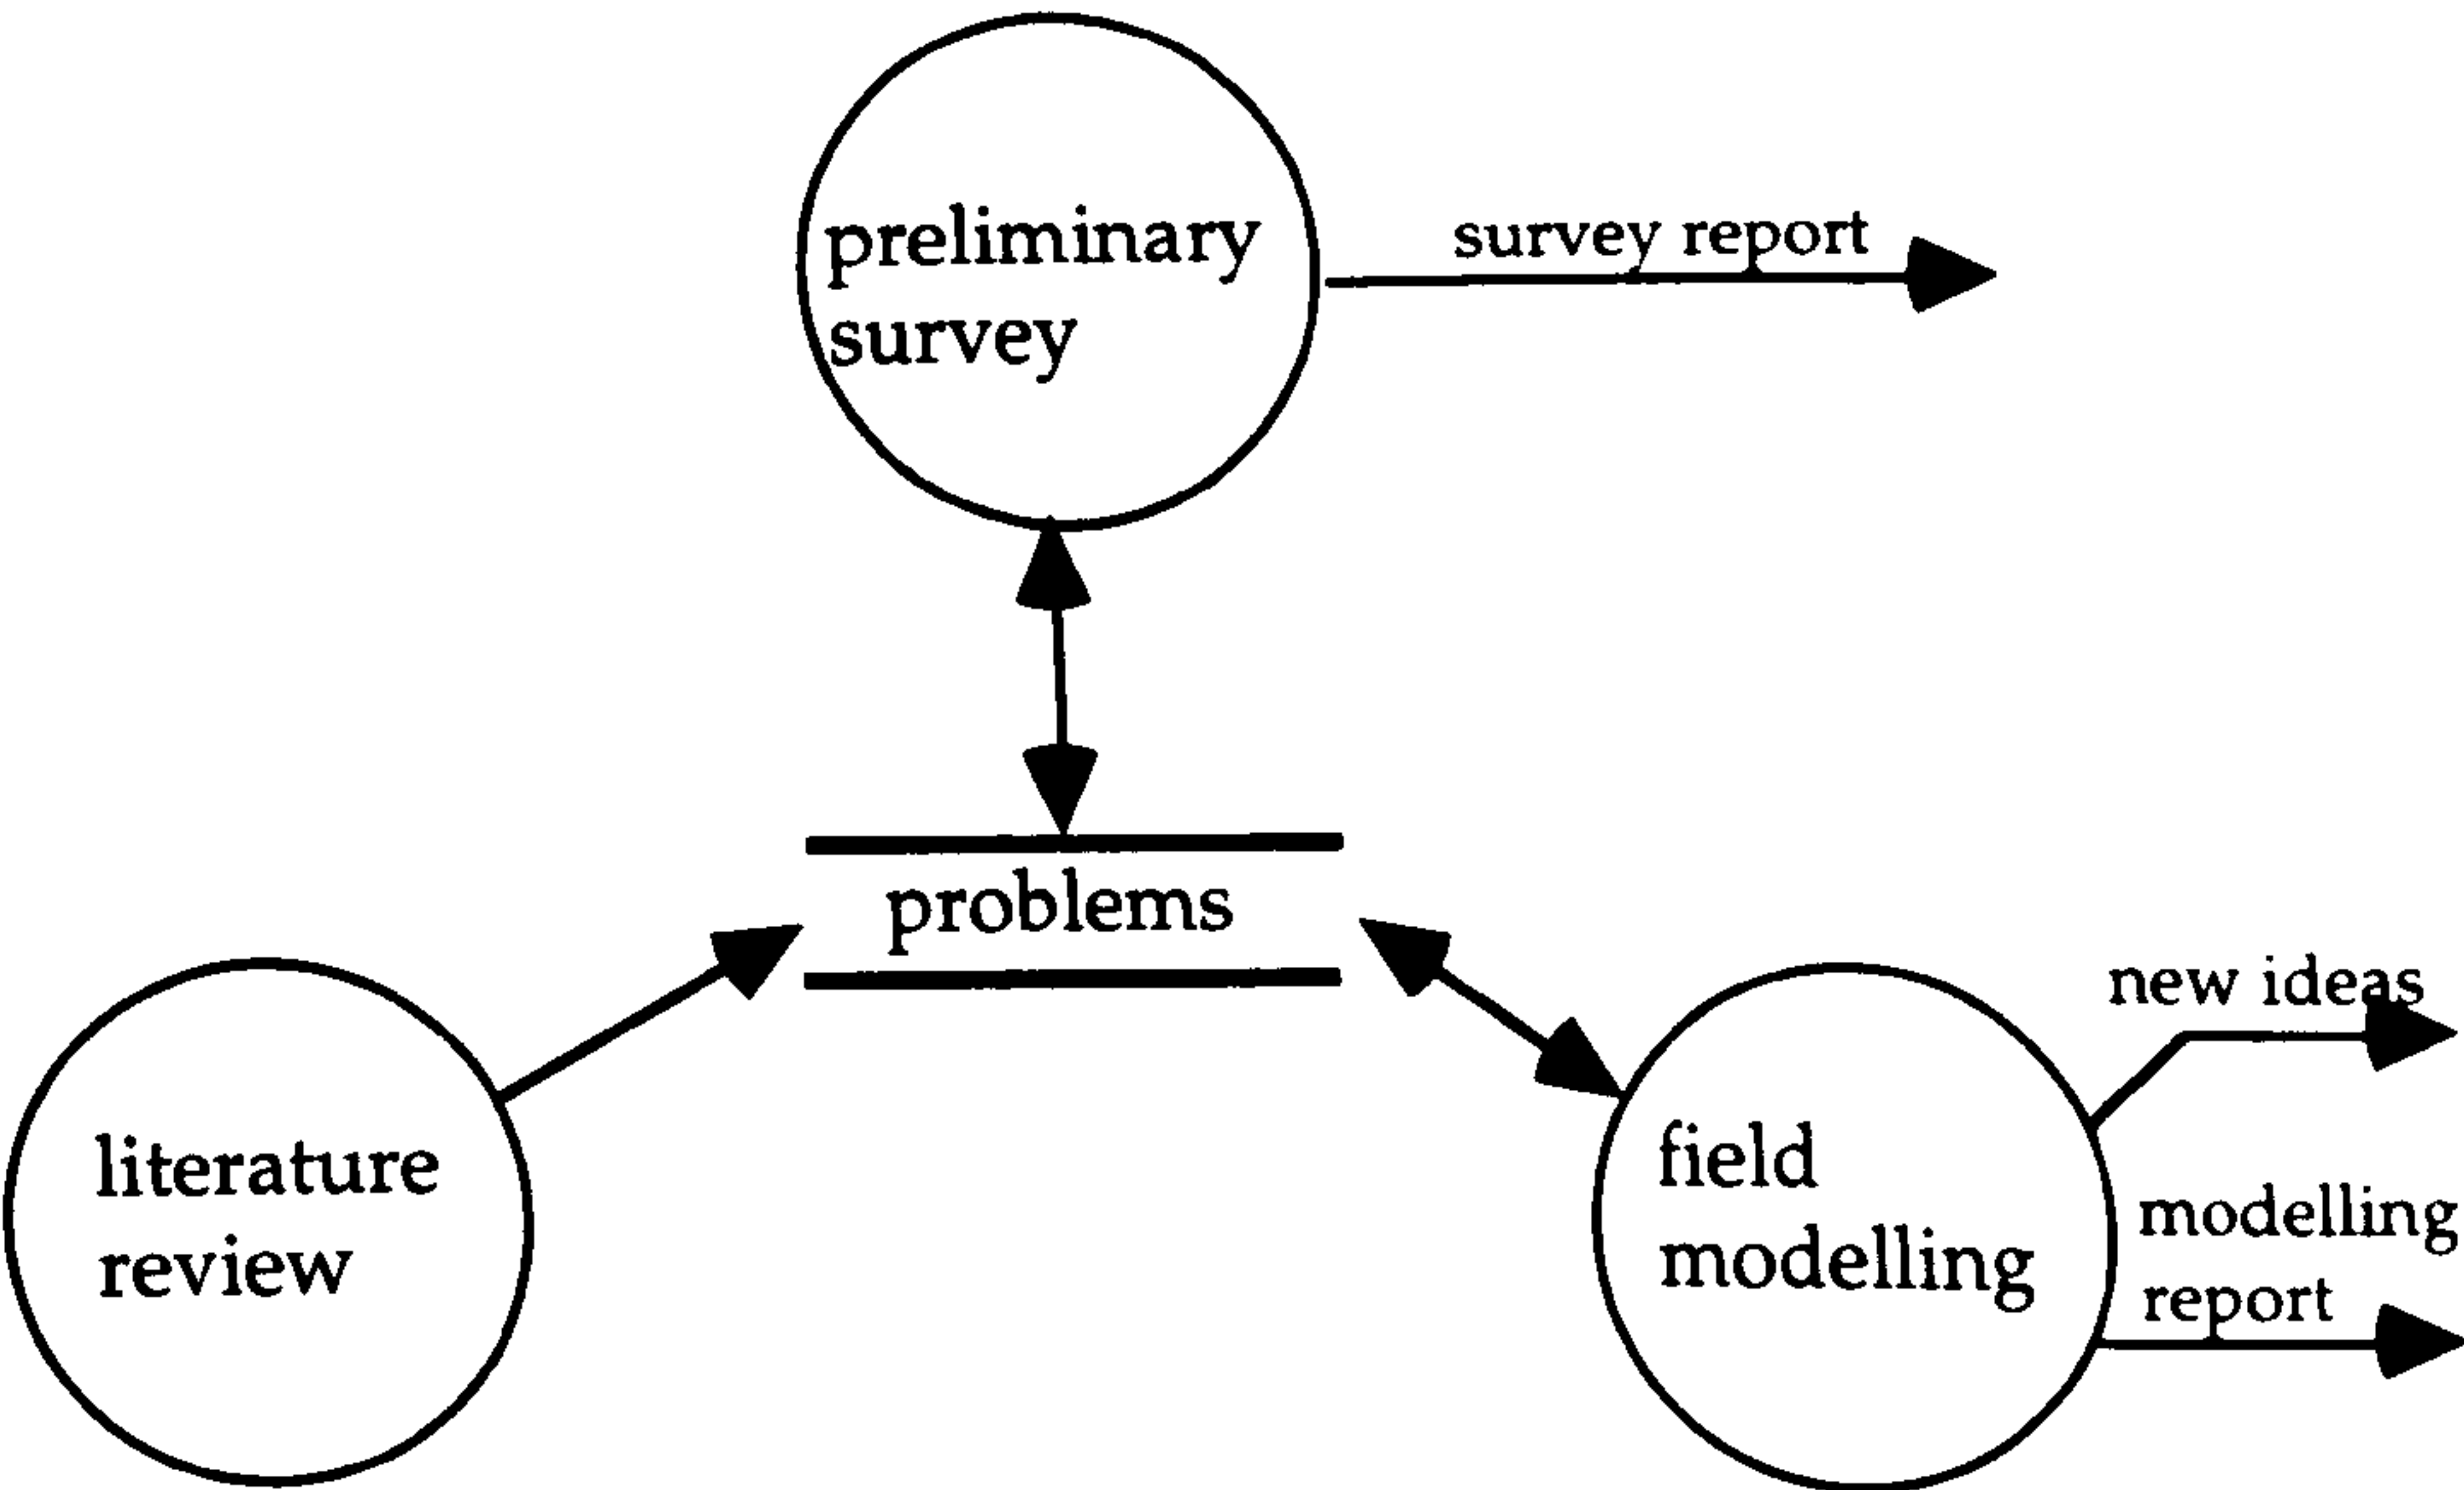 preliminary
survey
survey report
problems
literature
review
field
modelling
new ideas
modelling
report